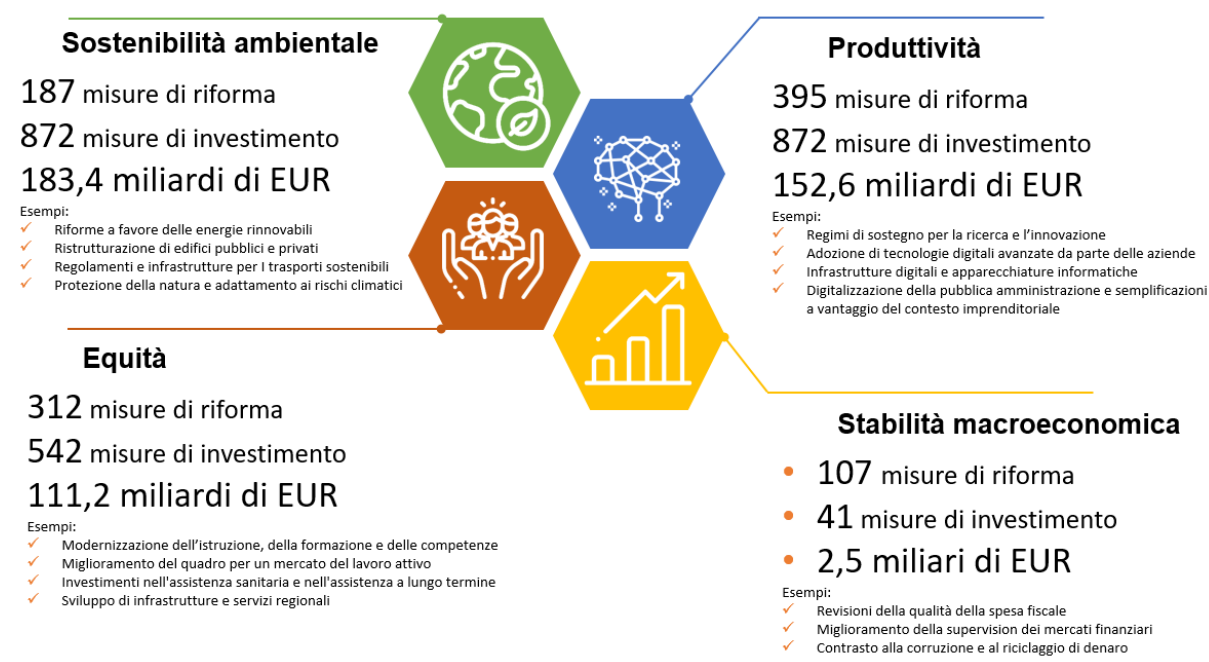 Sostenibilità ambientale
187 misure di riforma
872 misure di investimento
183,4 miliardi di EUR
Esempi:
Riforme a favore delle energie rinnovabili
Ristrutturazione di edifici pubblici e privati
Regolamenti e infrastrutture per I trasporti sostenibili
Protezione della natura e adattamento ai rischi climatici
Produttività
395 misure di riforma
872 misure di investimento
152,6 miliardi di EUR
Esempi:
Regimi di sostegno per la ricerca e l'innovazione
Adozione di tecnologie digitali avanzate da parte delle aziende
Infrastrutture digitali e apparecchiature informatiche
Digitalizzazione della pubblica amministrazione e semplificazioni
a vantaggio del contesto imprenditoriale
Equità
312 misure di riforma
542 misure di investimento
111,2 miliardi di EUR
Esempi:
Modernizzazione dell'istruzione, della formazione e delle competenze
Miglioramento del quadro per un mercato del lavoro attivo
Investimenti nell'assistenza sanitaria e nell'assistenza a lungo termine
Sviluppo di infrastrutture e servizi regionali
Stabilità macroeconomica
107 misure di riforma
41 misure di investimento
2,5 miliari di EUR
Esempi:
Revisioni della qualità della spesa fiscale
Miglioramento della supervision dei mercati finanziari
Contrasto alla corruzione e al riciclaggio di denaro